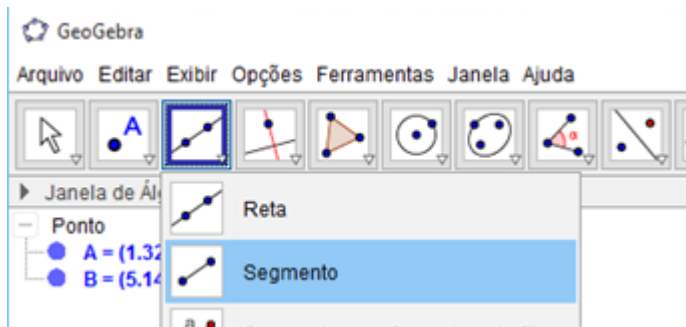 GeoGebra
Arquivo Editar Exibir Opções Ferramentas Janela Ajuda
A
α
Janela de Ál
Reta
Ponto
A = (1.32
B = (5.14
Segmento
a